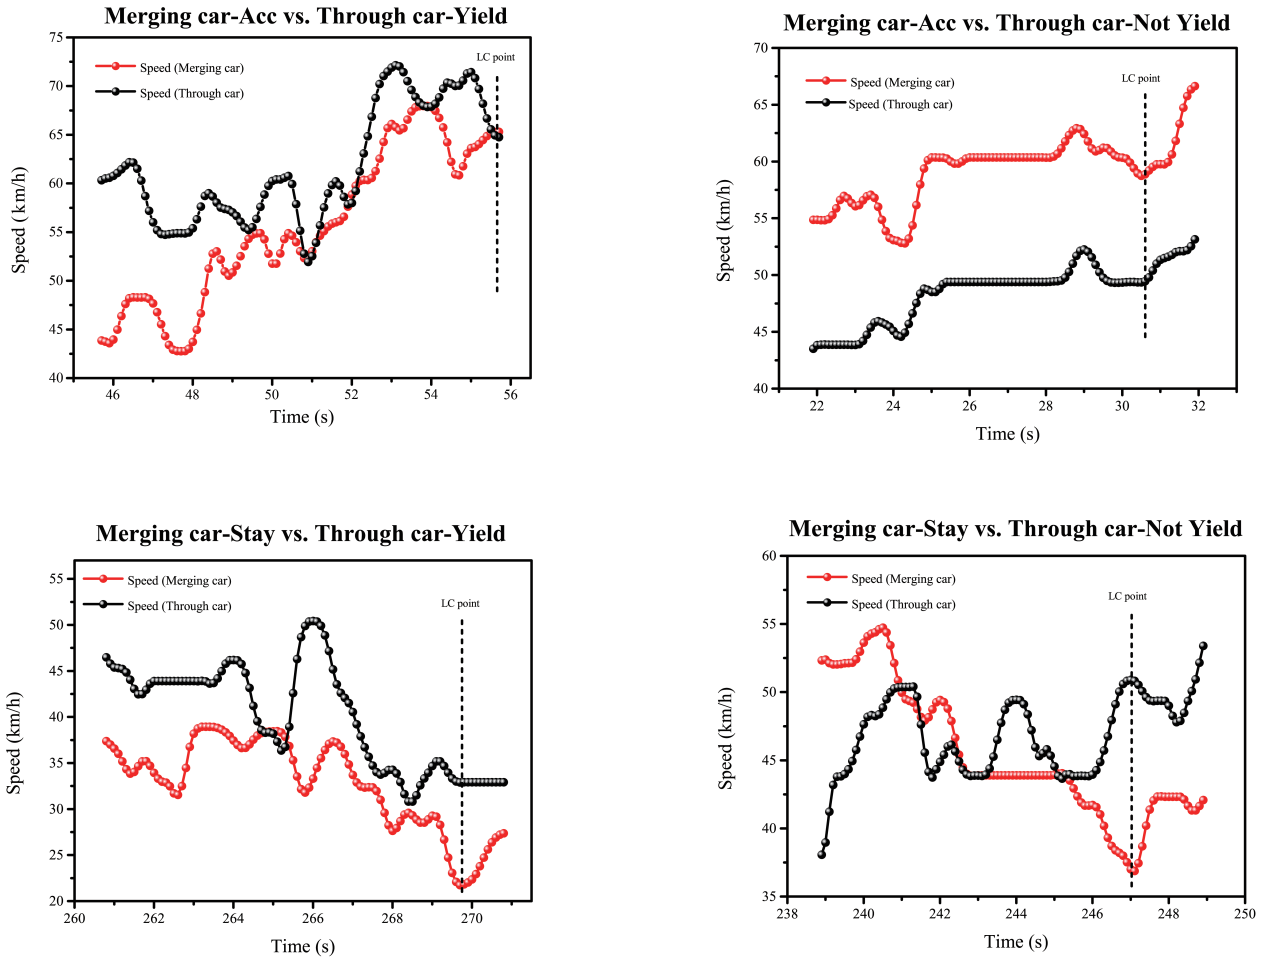 Merging car-Acc vs. Through car-Yield
75
70
65
60
55
50
45
40
46
48
50
52
54
56
Speed ( km/h)
Time (s)
Speed (Merging car)
Speed (Through car)
LC point
Merging car-Acc vs. Through car-Not Yield
70
65
60
55
50
45
40
22
24
26
28
30
32
Speed (km/h)
Time (s)
Speed (Merging car)
Speed (Through car)
LC point
Merging car-Stay vs. Through car-Yield
55
50
45
40
35
30
25
20
260
262
264
266
268
270
Speed (km/h)
Time (s)
Speed (Merging car)
Speed (Through car)
LC point
Merging car-Stay vs. Through car-Not Yield
60
55
50
45
40
35
238
240
242
244
246
248
250
Speed (km/h)
Time (s)
Speed (Merging car)
Speed (Through car)
LC point